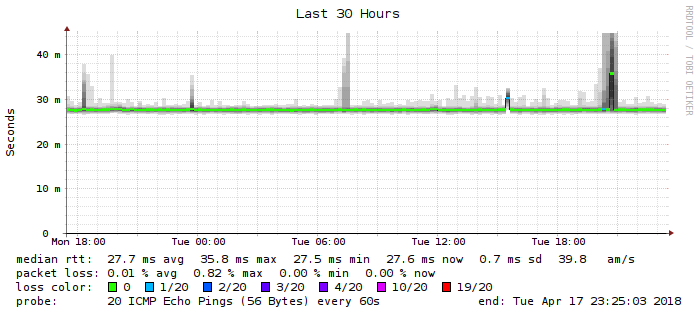 Last 30 Hours
RRDTOOL / TOBI OETIKER
Seconds
40 m
30 m
20 m
10 m
0
Mon 18:00 Tue 00:00 Tue 06:00 Tue 12:00 Tue 18:00
median rtt: 27.7 ms avg 35.8 ms max 27.5 ms min 27.6 ms now 0.7 ms sd 39.8 am/s
packet loss: 0.01 % avg 0.82 % max 0.00 % min 0.00 % now
loss color: 0 1/20 2/20 3/20 4/20 10/20 19/20
probe: 20 ICMP Echo Pings (56 Bytes) every 60s end: Tue Apr 17 23:25:03 2018